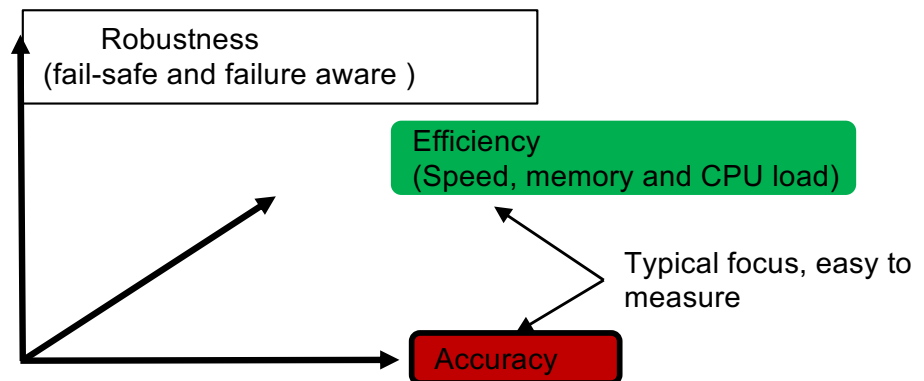 Robustness
(fail-safe and failure aware )
Efficiency
(Speed, memory and CPU load)
Typical focus, easy to
measure
Accuracy